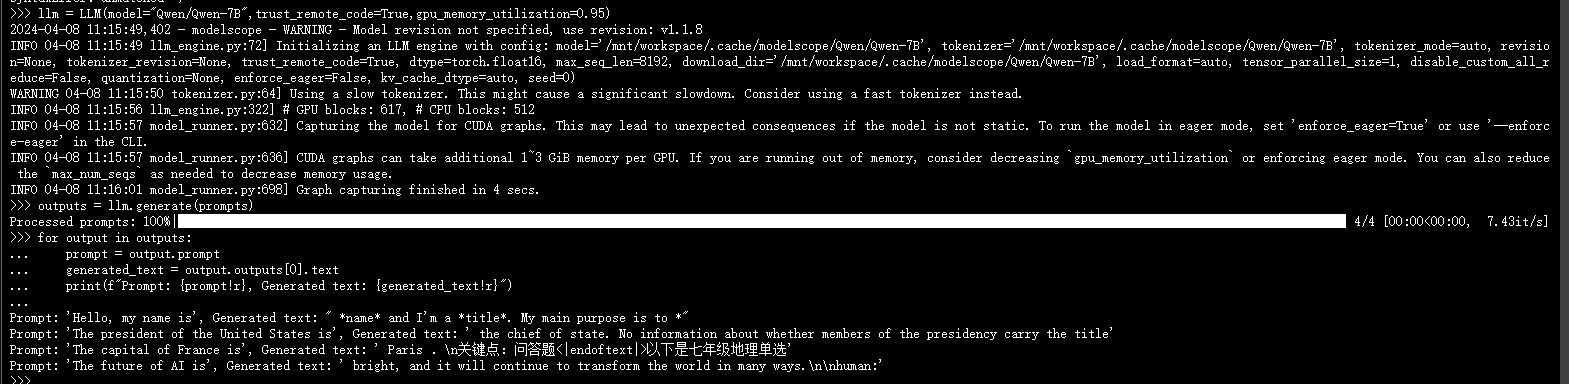 >>> llm = LLM(model="Qwen/Qwen-7B",trust_remote_code=True,gpu_memory_utilization=0.95)
2024-04-08 11:15:49,402 - modelscope - WARNING - Model revision not specified, use revision: v1.1.8
INFO 04-08 11:15:49 llm_engine.py:72] Initializing an LLM engine with config: model='/mnt/workspace/.cache/modelscope/Qwen/Qwen-7B', tokenizer='/mnt/workspace/.cache/modelscope/Qwen/Qwen-7B', tokenizer_mode=auto, revisio
n=None, tokenizer_revision=None, trust_remote_code=True, dtype=torch.float16, max_seq_len=8192, download_dir='/mnt/workspace/.cache/modelscope/Qwen/Qwen-7B', load_format=auto, tensor_parallel_size=1, disable_custom_all_r
educe=False, quantization=None, enforce_eager=False, kv_cache_dtype=auto, seed=0)
WARNING 04-08 11:15:50 tokenizer.py:64] Using a slow tokenizer. This might cause a significant slowdown. Consider using a fast tokenizer instead.
INFO 04-08 11:15:56 llm_engine.py:322] # GPU blocks: 617, # CPU blocks: 512
INFO 04-08 11:15:57 model_runner.py:632] Capturing the model for CUDA graphs. This may lead to unexpected consequences if the model is not static. To run the model in eager mode, set 'enforce_eager=True' or use '--enforc
e-eager' in the CLI.
INFO 04-08 11:15:57 model_runner.py:636] CUDA graphs can take additional 1~3 GiB memory per GPU. If you are running out of memory, consider decreasing `gpu_memory_utilization` or enforcing eager mode. You can also reduce
the `max_num_seqs` as needed to decrease memory usage.
INFO 04-08 11:16:01 model_runner.py:698] Graph capturing finished in 4 secs.
>>> outputs = llm.generate(prompts)
Processed prompts: 100%| 4/4 [00:00<00:00, 7.43it/s]
>>> for output in outputs:
...     prompt = output.prompt
...     generated_text = output.outputs[0].text
...     print(f"Prompt: {prompt!r}, Generated text: {generated_text!r}")
...
Prompt: 'Hello, my name is', Generated text: " *name* and I'm a *title*. My main purpose is to *"
Prompt: 'The president of the United States is', Generated text: ' the chief of state. No information about whether members of the presidency carry the title'
Prompt: 'The capital of France is', Generated text: ' Paris . \n关键点: 问答题<|endoftext|>以下是七年级地理单选'
Prompt: 'The future of AI is', Generated text: ' bright, and it will continue to transform the world in many ways.\n\nhuman:'
>>>